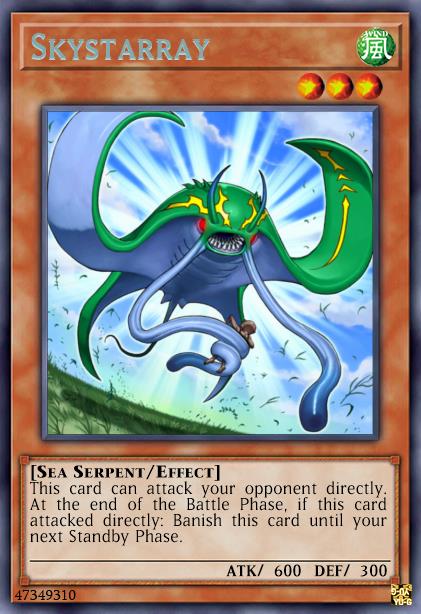 Skystarray
WIND
風
[Sea Serpent/Effect]
This card can attack your opponent directly.
At the end of the Battle Phase, if this card
attacked directly: Banish this card until your
next Standby Phase.
ATK/ 600 DEF/ 300
47349310